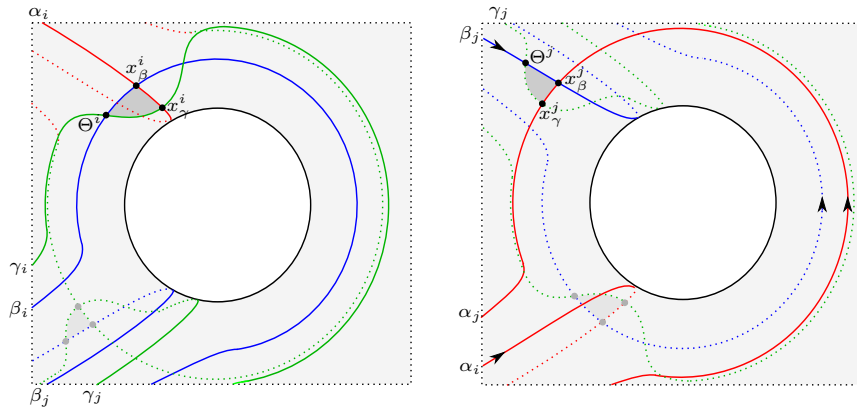 α_i
x^i_β
x^i_γ
Θ^i
γ_i
β_i
β_j
γ_j
γ_j
β_j
Θ^j
x^j_β
x^j_γ
α_j
α_i